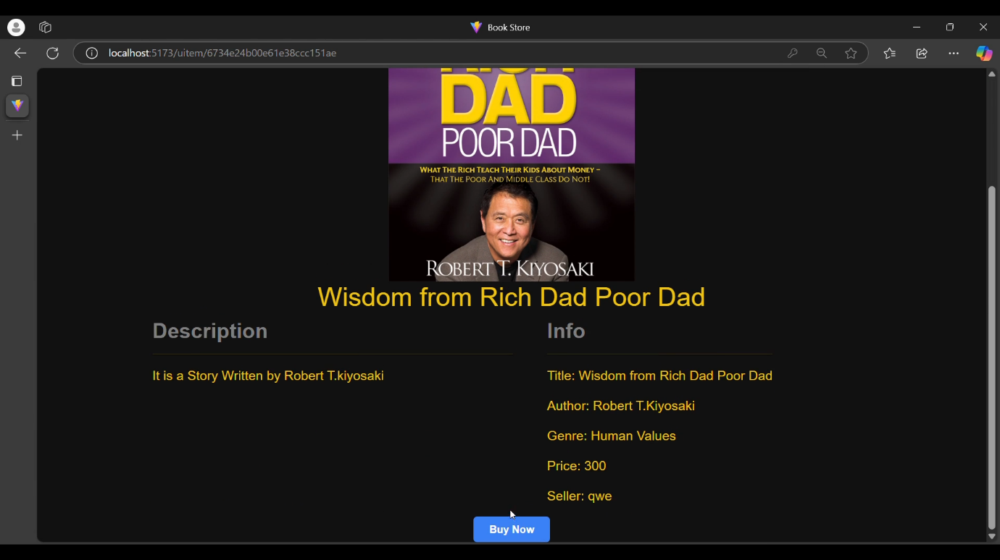 Book Store
localhost:5173/uitem/6734e24b00e61e38ccc151ae
RICH
DAD
POOR DAD
WHAT THE RICH TEACH THEIR KIDS ABOUT MONEY –
THAT THE POOR AND MIDDLE CLASS DO NOT!
ROBERT T. KIYOSAKI
Wisdom from Rich Dad Poor Dad
Description
It is a Story Written by Robert T.kiyosaki
Info
Title: Wisdom from Rich Dad Poor Dad
Author: Robert T.Kiyosaki
Genre: Human Values
Price: 300
Seller: qwe
Buy Now